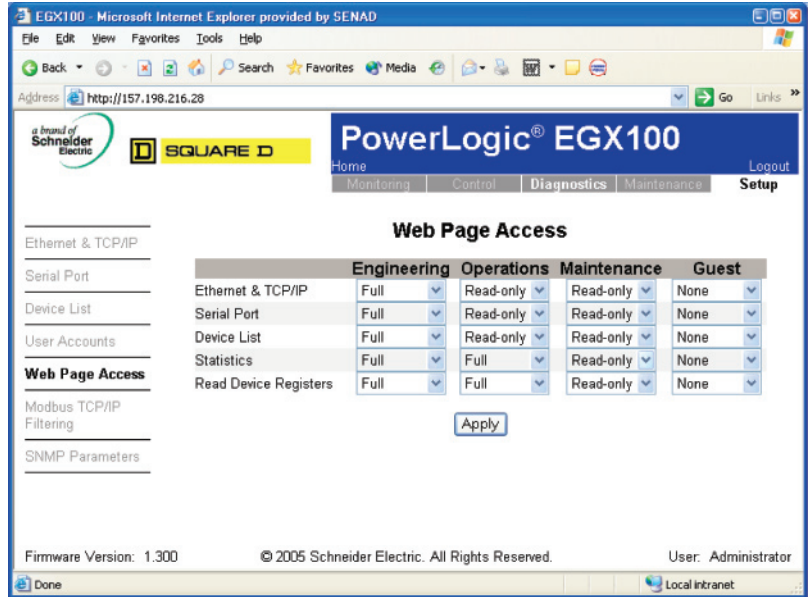 EGX100 - Microsoft Internet Explorer provided by SENAD
File Edit View Favorites Tools Help
Back Search Favorites Media
Address http://157.198.216.28 Go Links »
a brand of
Schneider
Electric
SQUARE D
PowerLogic® EGX100
Home Logout
Monitoring Control Diagnostics Maintenance Setup
Web Page Access
Ethernet & TCP/IP
Serial Port
Device List
User Accounts
Web Page Access
Modbus TCP/IP
Filtering
SNMP Parameters
Engineering Operations Maintenance Guest
Ethernet & TCP/IP Full Read-only Read-only None
Serial Port Full Read-only Read-only None
Device List Full Read-only Read-only None
Statistics Full Full Read-only None
Read Device Registers Full Full Read-only None
Apply
Firmware Version: 1.300 © 2005 Schneider Electric. All Rights Reserved. User: Administrator
Done Local intranet